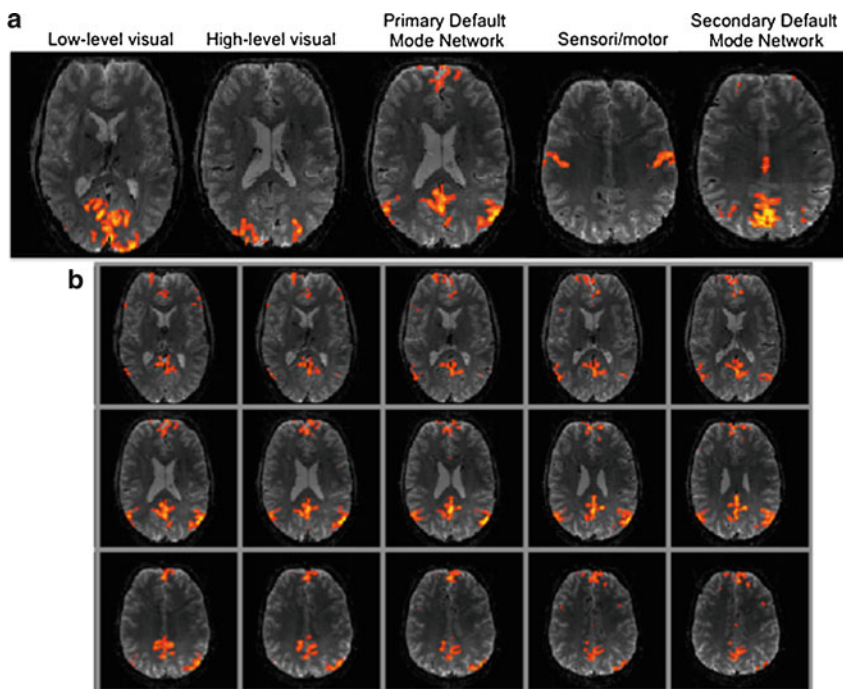 a
Low-level visual
High-level visual
Primary Default
Mode Network
Sensori/motor
Secondary Default
Mode Network
b